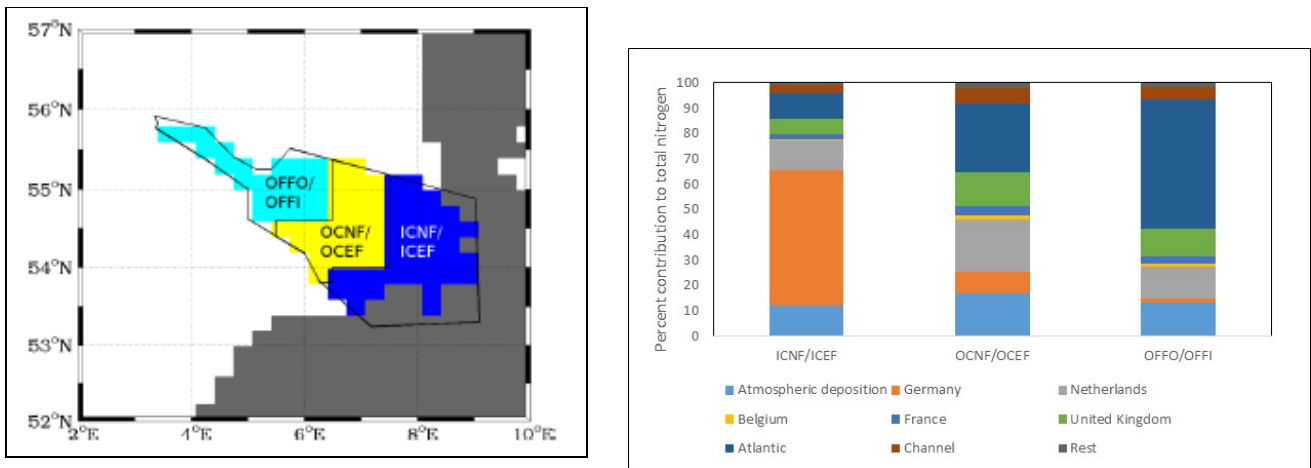 57°N
56°N
55°N
54°N
53°N
52°N
2°E
4°E
6°E
8°E
10°E
OFFO/
OFFI
OCNF/
OCEF
ICNF/
ICEF
Percent contribution to total nitrogen
100
90
80
70
60
50
40
30
20
10
0
ICNF/ICEF
OCNF/OCEF
OFFO/OFFI
Atmospheric deposition
Germany
Netherlands
Belgium
France
United Kingdom
Atlantic
Channel
Rest